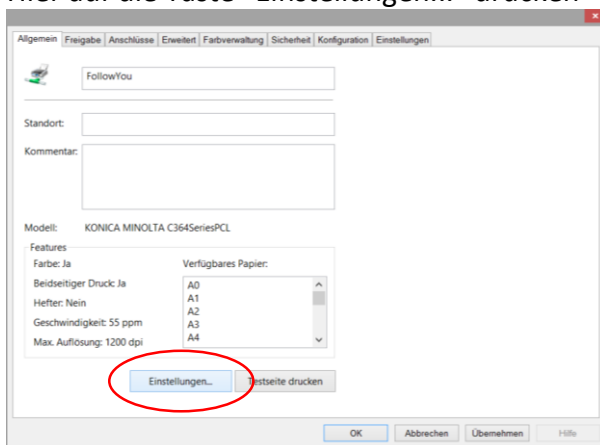 Hier auf die Taste "Einstellungen..." drücken
Allgemein Freigabe Anschlüsse Erweitert Farbverwaltung Sicherheit Konfiguration Einstellungen
FollowYou
Standort:
Kommentar:
Modell: KONICA MINOLTA C364SeriesPCL
Features
Farbe: Ja Verfügbares Papier:
Beidseitiger Druck: Ja A0
Hefter: Nein A1
A2
Geschwindigkeit: 55 ppm A3
Max. Auflösung: 1200 dpi A4
Einstellungen... Testseite drucken
OK Abbrechen Übernehmen Hilfe